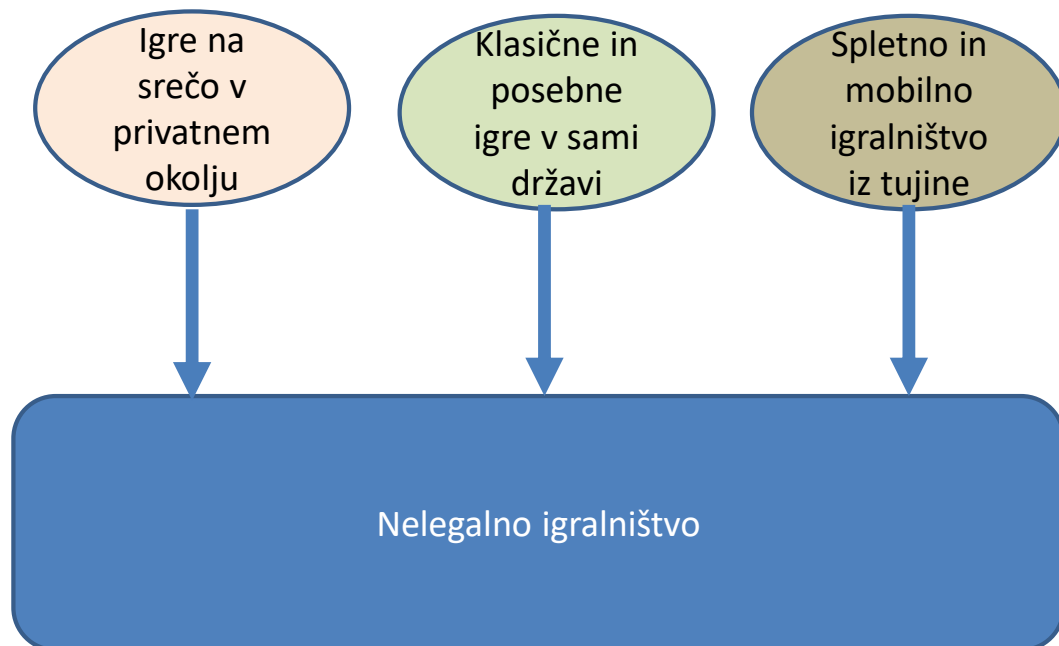 Igre na
srečo v
privatnem
okolju
Klasične in
posebne
igre v sami
državi
Spletno in
mobilno
igralništvo
iz tujine
Nelegalno igralništvo